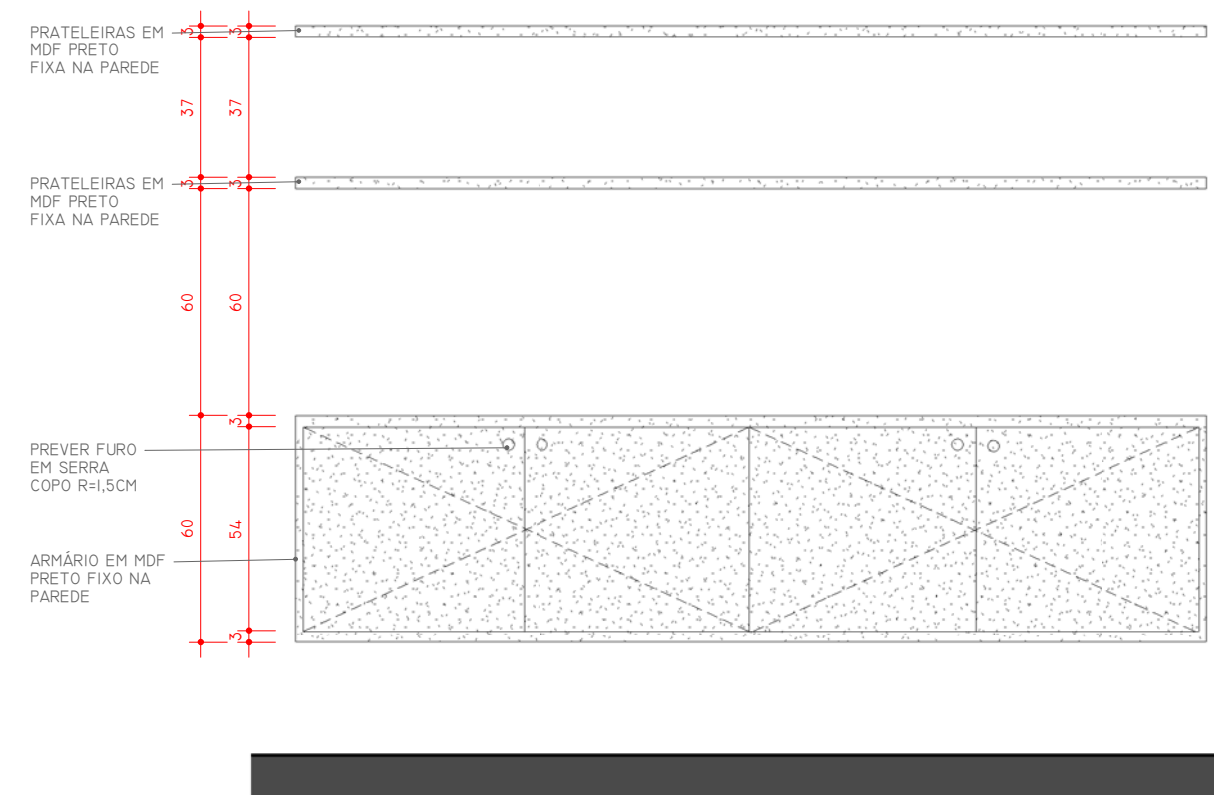 PRATELEIRAS EM
MDF PRETO
FIXA NA PAREDE
3
3
37
37
PRATELEIRAS EM
MDF PRETO
FIXA NA PAREDE
3
3
60
60
3
PREVER FURO
EM SERRA
COPO R=1,5CM
60
54
ARMÁRIO EM MDF
PRETO FIXO NA
PAREDE
3